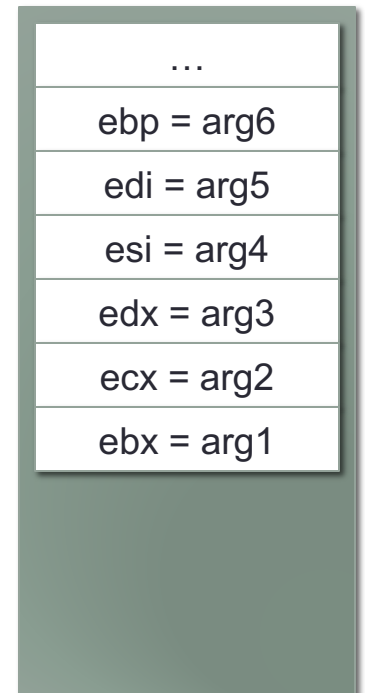 …
ebp = arg6
edi = arg5
esi = arg4
edx = arg3
ecx = arg2
ebx = arg1